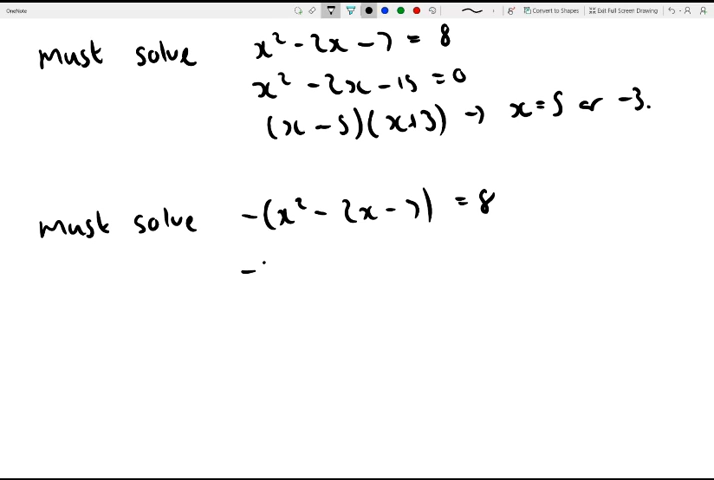 OneNote
Convert to Shapes Exit Full Screen Drawing
must solve x² - 2x - 7 = 8
x² - 2x - 15 = 0
(x - 5)(x+3) → x = 5 or -3.
must solve -(x² - 2x - 7) = 8
-